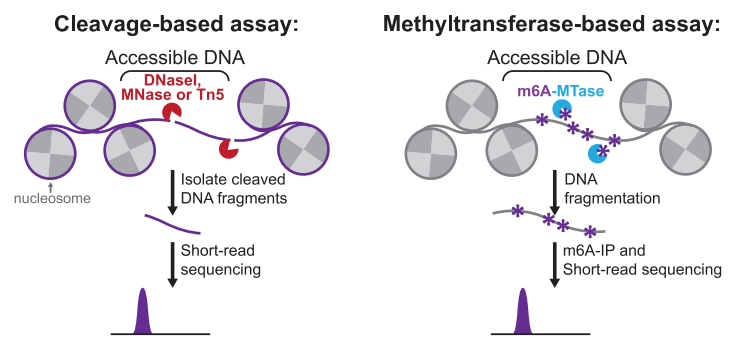 Cleavage-based assay:
Accessible DNA
DNaseI,
MNase or Tn5
nucleosome
Isolate cleaved
DNA fragments
Short-read
sequencing
Methyltransferase-based assay:
Accessible DNA
m6A-MTase
DNA
fragmentation
m6A-IP and
Short-read sequencing